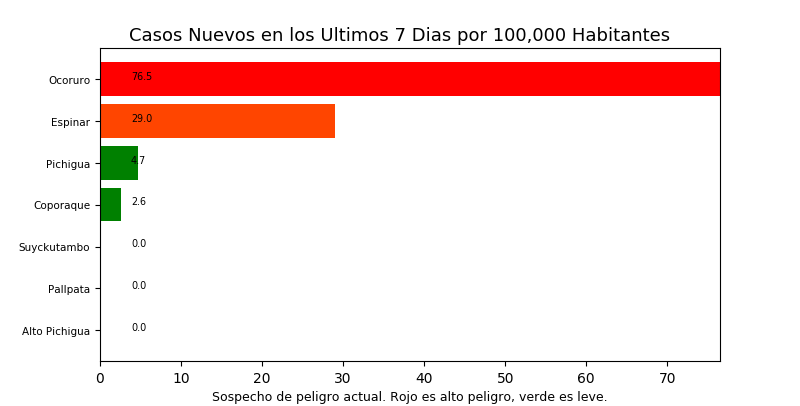 Casos Nuevos en los Ultimos 7 Dias por 100,000 Habitantes
Ocoruro 76.5
Espinar 29.0
Pichigua 4.7
Coporaque 2.6
Suyckutambo 0.0
Pallpata 0.0
Alto Pichigua 0.0
0 10 20 30 40 50 60 70
Sospecho de peligro actual. Rojo es alto peligro, verde es leve.